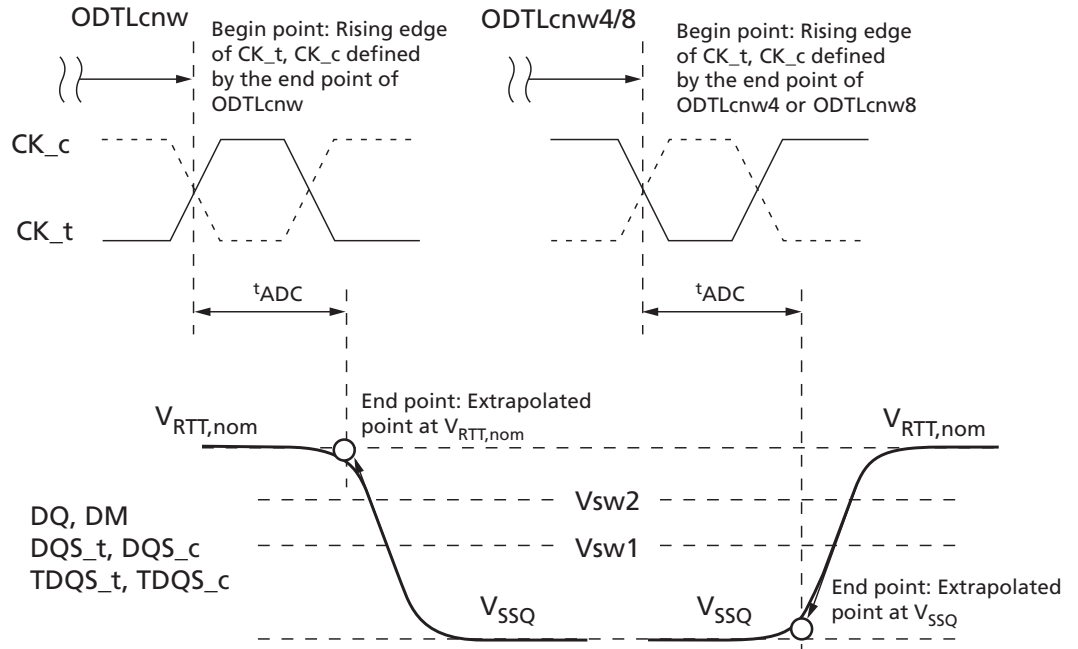 ODTLcnw
Begin point: Rising edge
of CK_t, CK_c defined
by the end point of
ODTLcnw
ODTLcnw4/8
Begin point: Rising edge
of CK_t, CK_c defined
by the end point of
ODTLcnw4 or ODTLcnw8
CK_c
CK_t
tADC
tADC
VRTT,nom
End point: Extrapolated
point at VRTT,nom
VRTT,nom
Vsw2
Vsw1
DQ, DM
DQS_t, DQS_c
TDQS_t, TDQS_c
VSSQ
VSSQ
End point: Extrapolated
point at VSSQ